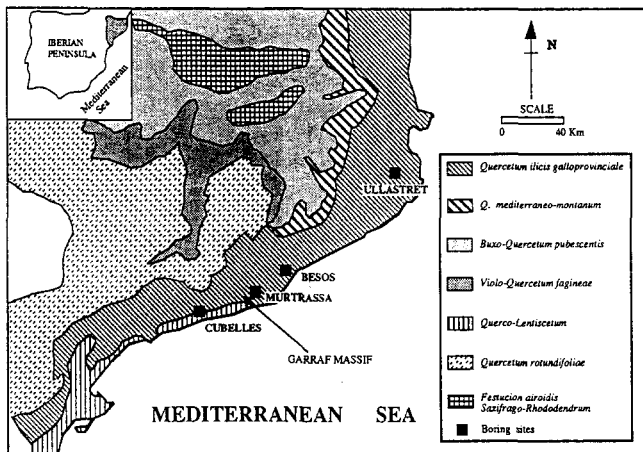 IBERIAN
PENINSULA
Mediterranean
Sea
N
SCALE
0 40 Km
Quercetum ilicis galloprovinciale
Q. mediterraneo-montanum
Buxo-Quercetum pubescentis
Violo-Quercetum fagineae
Querco-Lentiscetum
Quercetum rotundifoliae
Festucion airoidis
Saxifrago-Rhododendrum
Boring sites
ULLASTRET
BESOS
MURTRASSA
CUBELLES
GARRAF MASSIF
MEDITERRANEAN SEA